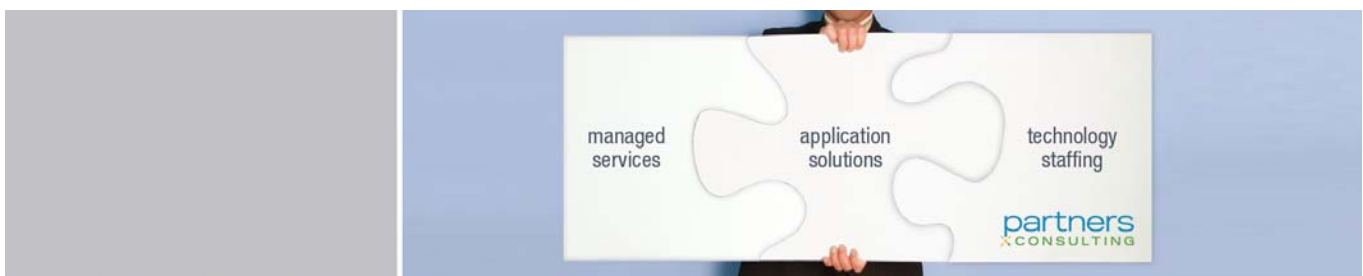 managed
services
application
solutions
technology
staffing
partners
CONSULTING